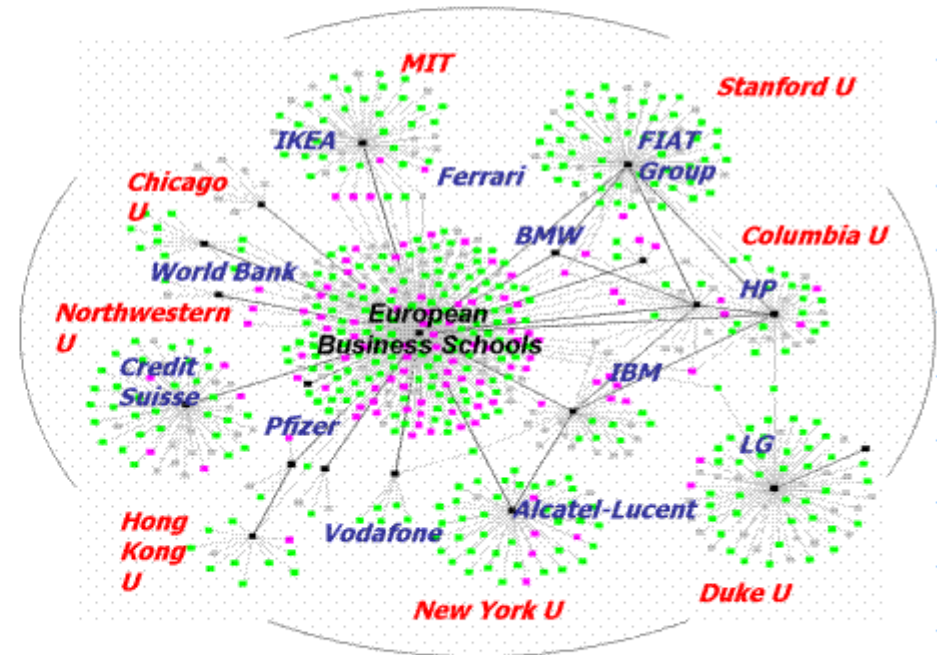 MIT
Stanford U
IKEA
FIAT
Group
Ferrari
Chicago
U
BMW
Columbia U
World Bank
HP
Northwestern
U
European
Business Schools
Credit
Suisse
IBM
Pfizer
LG
Alcatel-Lucent
Vodafone
Hong
Kong
U
Duke U
New York U